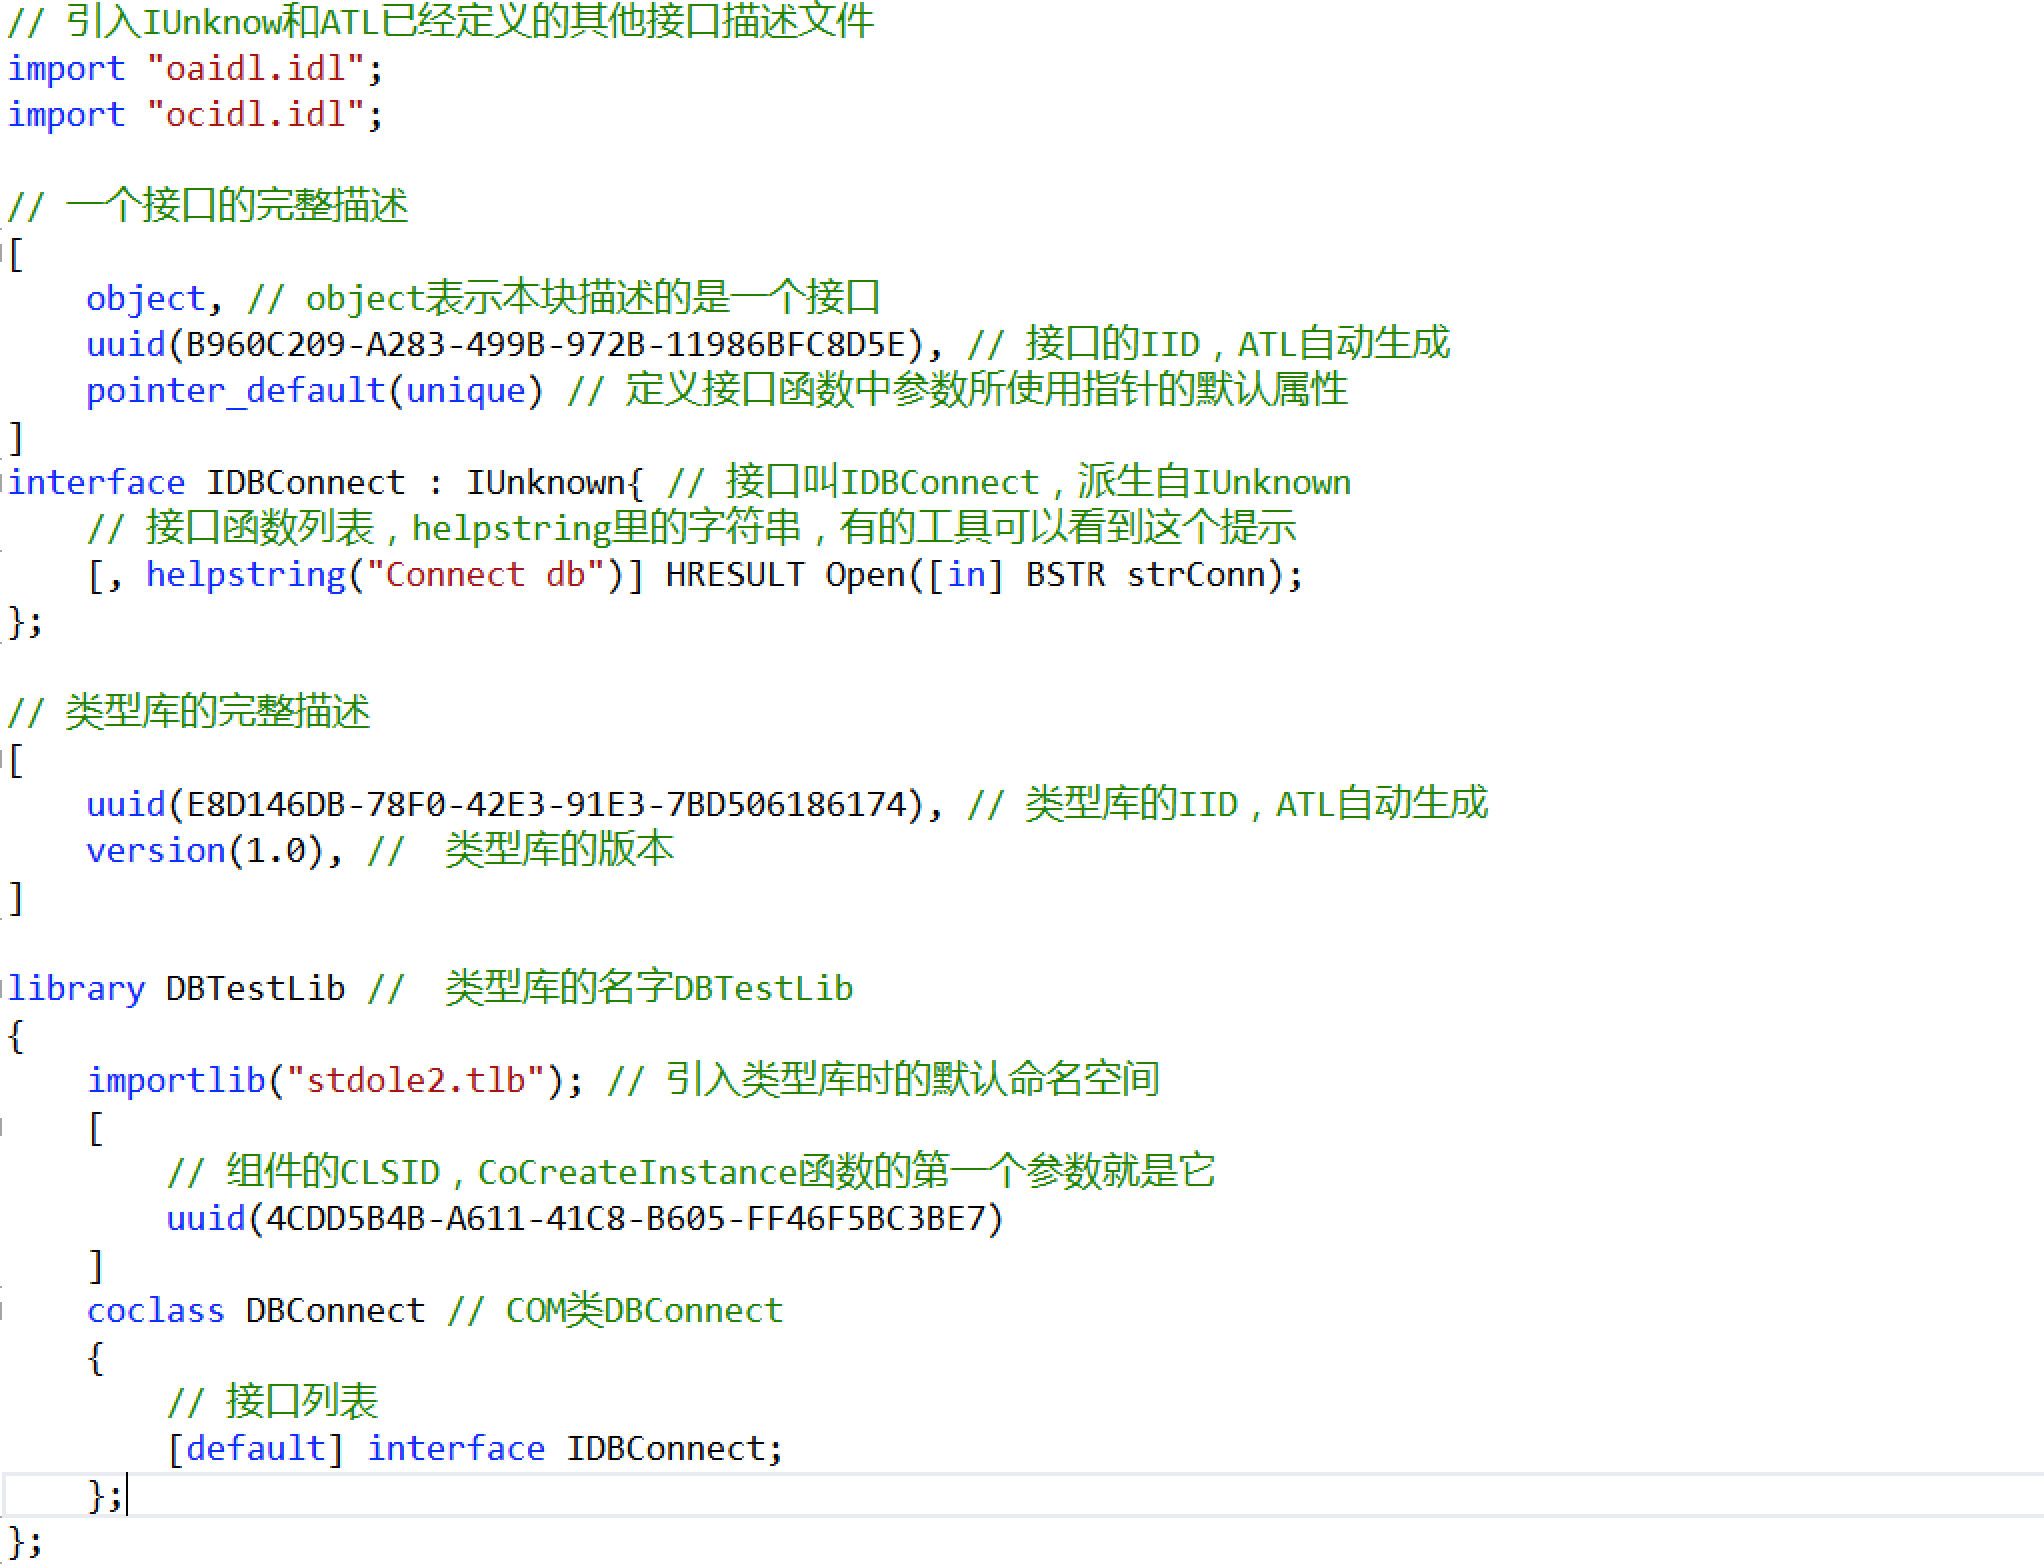 // 引入IUnknow和ATL已经定义的其他接口描述文件
import "oaidl.idl";
import "ocidl.idl";
// 一个接口的完整描述
[
object, // object表示本块描述的是一个接口
uuid(B960C209-A283-499B-972B-11986BFC8D5E), // 接口的IID，ATL自动生成
pointer_default(unique) // 定义接口函数中参数所使用指针的默认属性
]
interface IDBConnect : IUnknown{ // 接口叫IDBConnect，派生自IUnknown
// 接口函数列表，helpstring里的字符串，有的工具可以看到这个提示
[, helpstring("Connect db")] HRESULT Open([in] BSTR strConn);
};
// 类型库的完整描述
[
uuid(E8D146DB-78F0-42E3-91E3-7BD506186174), // 类型库的IID，ATL自动生成
version(1.0), //  类型库的版本
]
library DBTestLib //  类型库的名字DBTestLib
{
importlib("stdole2.tlb"); // 引入类型库时的默认命名空间
[
// 组件的CLSID，CoCreateInstance函数的第一个参数就是它
uuid(4CDD5B4B-A611-41C8-B605-FF46F5BC3BE7)
]
coclass DBConnect // COM类DBConnect
{
// 接口列表
[default] interface IDBConnect;
};
};